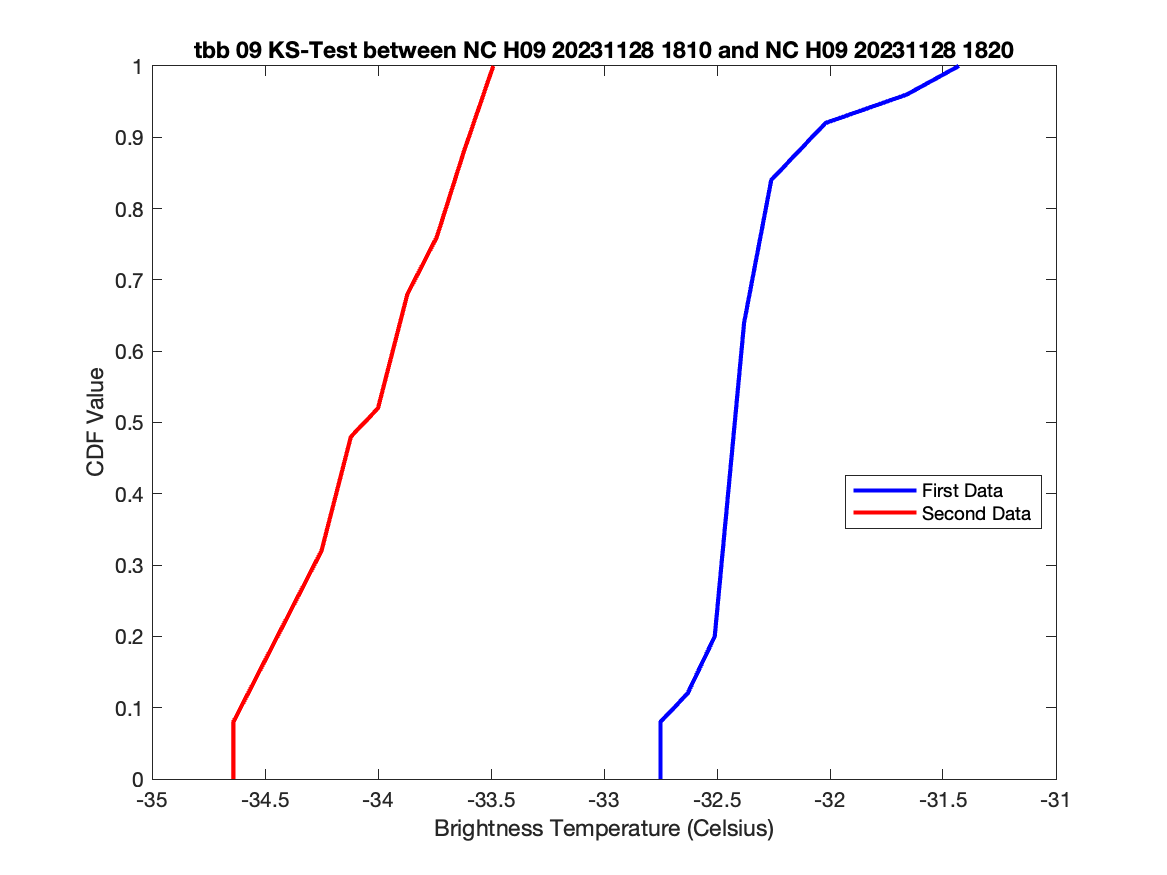 tbb 09 KS-Test between NC H09 20231128 1810 and NC H09 20231128 1820
1
0.9
0.8
0.7
0.6
0.5
0.4
0.3
0.2
0.1
0
CDF Value
First Data
Second Data
-35 -34.5 -34 -33.5 -33 -32.5 -32 -31.5 -31
Brightness Temperature (Celsius)